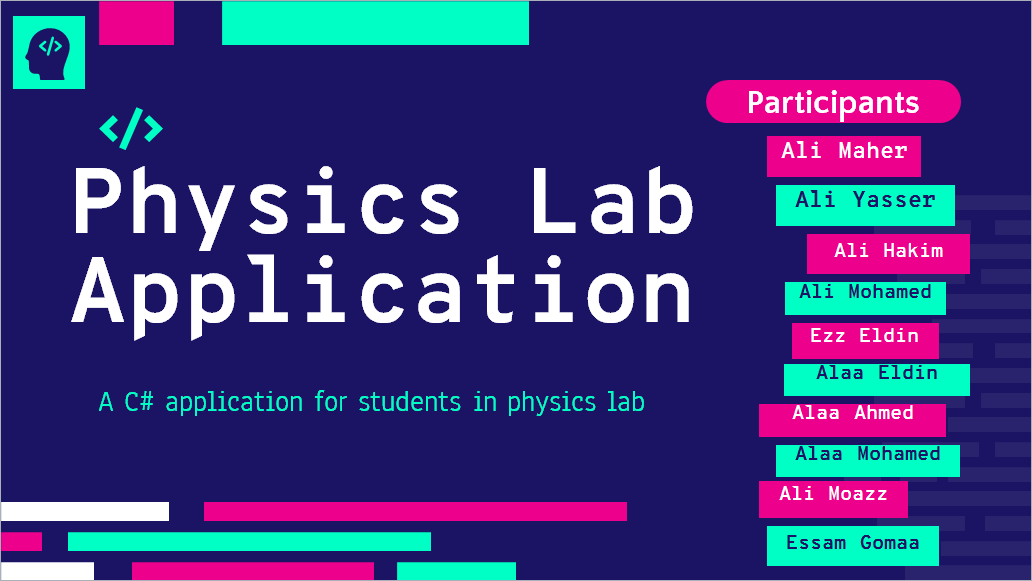 </>
</>
Physics Lab
Application
A C# application for students in physics lab
Participants
Ali Maher
Ali Yasser
Ali Hakim
Ali Mohamed
Ezz Eldin
Alaa Eldin
Alaa Ahmed
Alaa Mohamed
Ali Moazz
Essam Gomaa